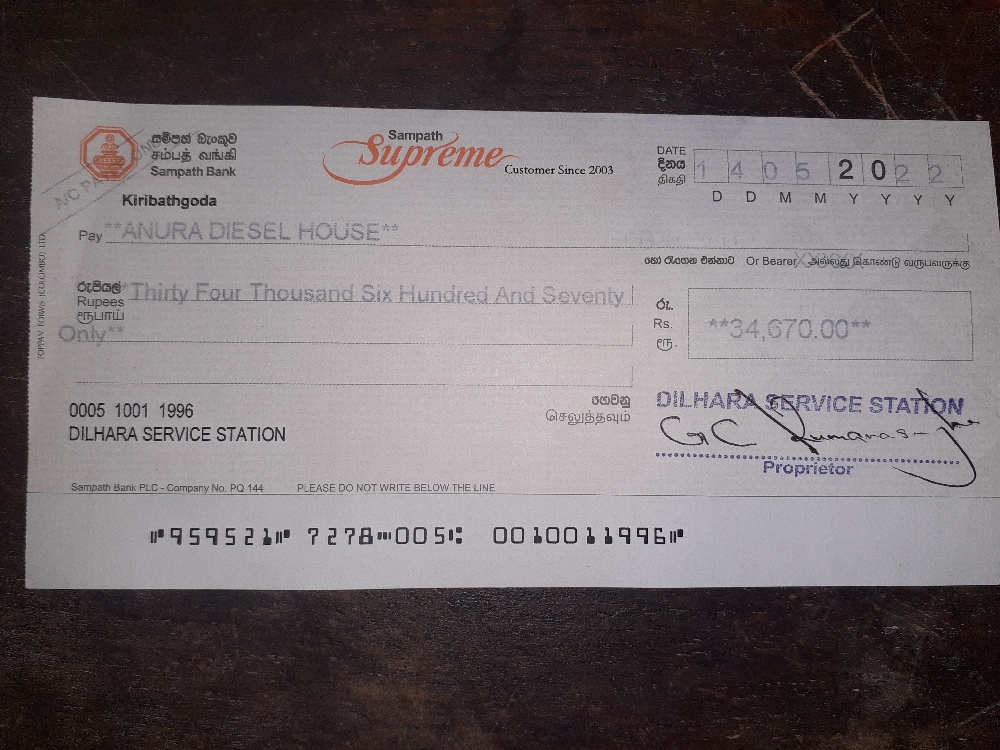 සම්පත් බැංකුව
சம்பத் வங்கி
Sampath Bank
Kiribathgoda
A/C PAY
Sampath
Supreme
Customer Since 2003
DATE
දිනය
திகதி
1 4 0 5 2 0 2 2
D D M M Y Y Y Y
Pay **ANURA DIESEL HOUSE**
හෝ රැගෙන එන්නාට Or Bearer அல்லது கொண்டு வருபவருக்கு
රුපියල් **Thirty Four Thousand Six Hundred And Seventy
Rupees
ரூபாய்
Only**
රු.
Rs. **34,670.00**
ரூ.
0005 1001 1996
DILHARA SERVICE STATION
ගෙවනු
செலுத்தவும்
DILHARA SERVICE STATION
G C Kumarasinghe
Proprietor
TOPPAN FORMS (COLOMBO) LTD.
Sampath Bank PLC - Company No. PQ 144 PLEASE DO NOT WRITE BELOW THE LINE
⑈959521⑈ 7278⑉005⑆ 0010011996⑈